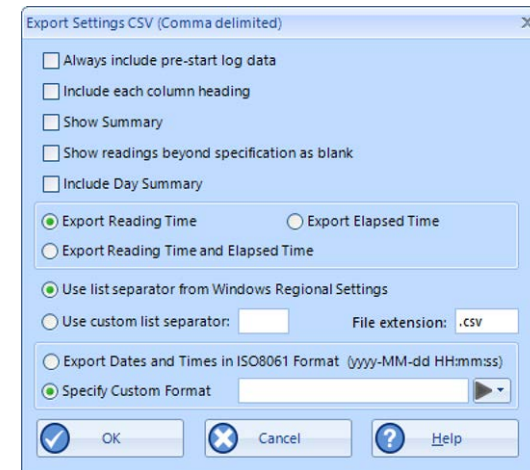 Export Settings CSV (Comma delimited)
Always include pre-start log data
Include each column heading
Show Summary
Show readings beyond specification as blank
Include Day Summary
Export Reading Time Export Elapsed Time
Export Reading Time and Elapsed Time
Use list separator from Windows Regional Settings
Use custom list separator: File extension: .csv
Export Dates and Times in ISO8061 Format (yyyy-MM-dd HH:mm:ss)
Specify Custom Format
OK Cancel Help